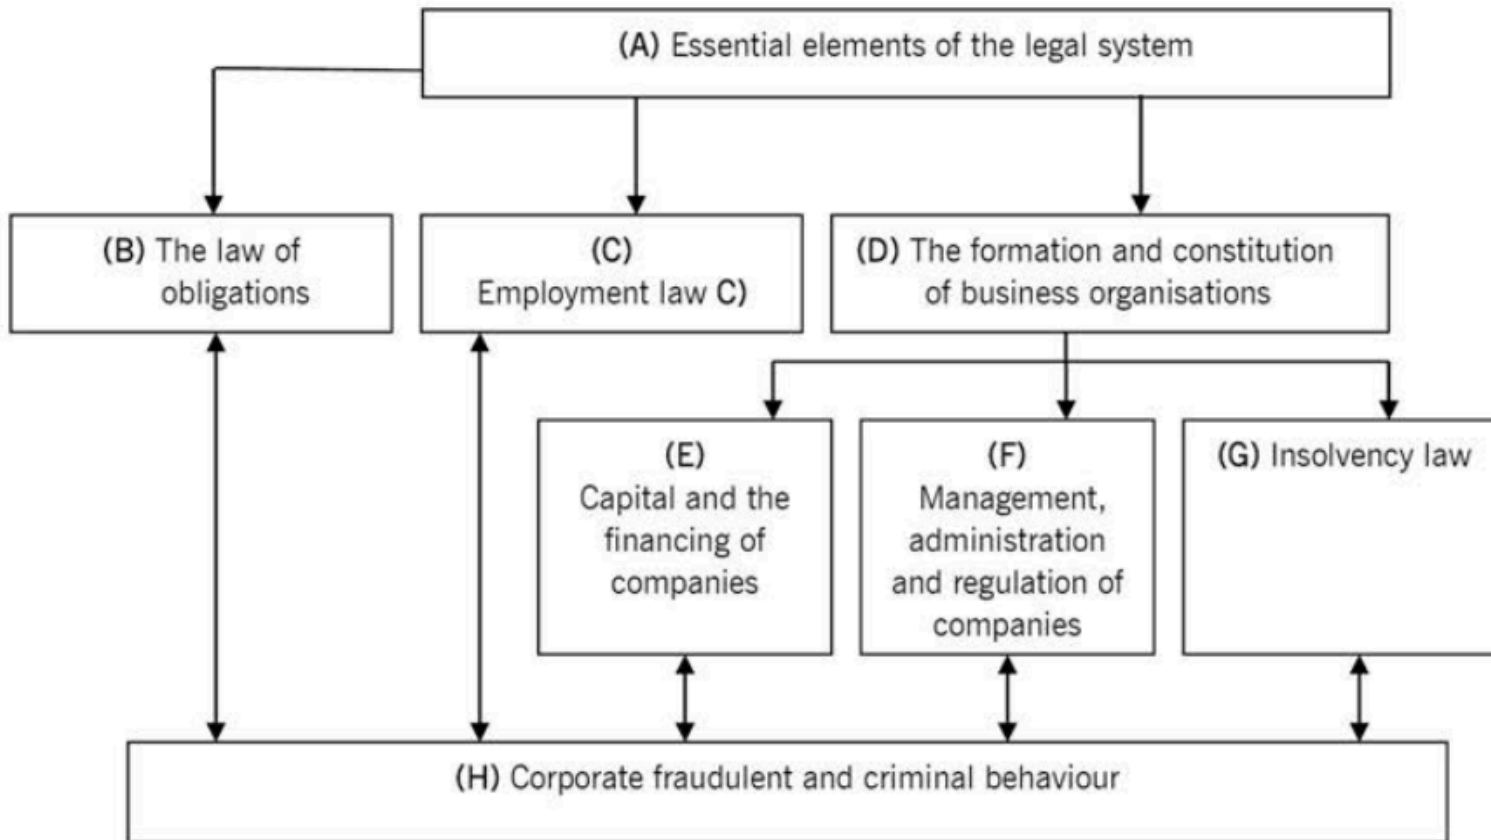 (A) Essential elements of the legal system
(B) The law of
obligations
(C)
Employment law C)
(D) The formation and constitution
of business organisations
(E)
Capital and the
financing of
companies
(F)
Management,
administration
and regulation of
companies
(G) Insolvency law
(H) Corporate fraudulent and criminal behaviour